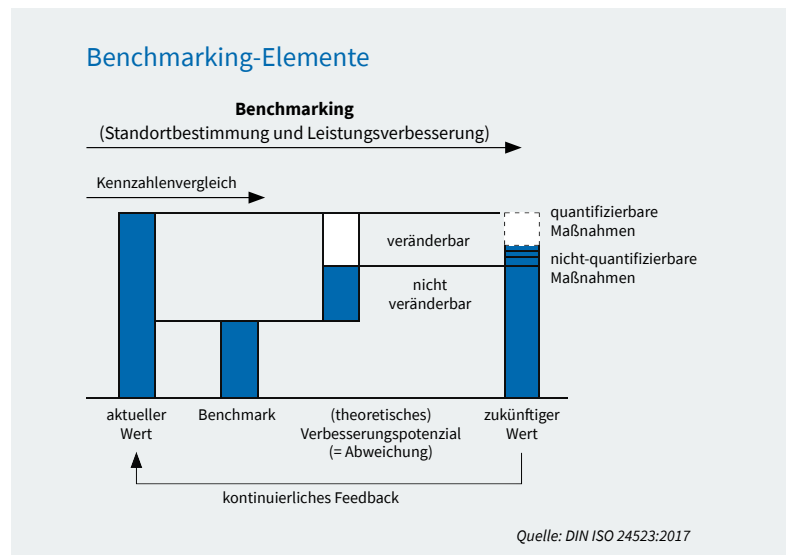 Benchmarking-Elemente
Benchmarking
(Standortbestimmung und Leistungsverbesserung)
Kennzahlenvergleich
quantifizierbare
Maßnahmen
veränderbar
nicht-quantifizierbare
Maßnahmen
nicht
veränderbar
aktueller
Wert
Benchmark
(theoretisches)
Verbesserungspotenzial
(= Abweichung)
zukünftiger
Wert
kontinuierliches Feedback
Quelle: DIN ISO 24523:2017